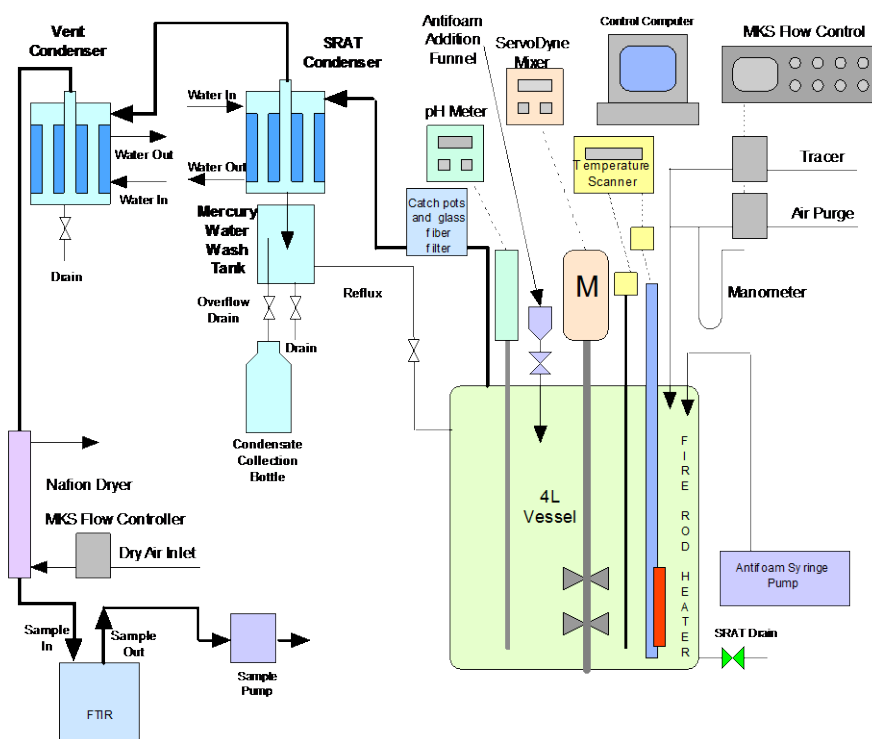 Vent
Condenser
SRAT
Condenser
Antifoam
Addition
Funnel
ServoDyne
Mixer
Control Computer
MKS Flow Control
pH Meter
Water In
Water Out
Water Out
Water In
Temperature
Scanner
Tracer
Air Purge
Manometer
Catch pots
and glass
fiber
filter
Mercury
Water
Wash
Tank
Drain
Overflow
Drain
Drain
Reflux
M
Condensate
Collection
Bottle
4L
Vessel
FIRE ROD HEATER
Nafion Dryer
MKS Flow Controller
Dry Air Inlet
Antifoam Syringe
Pump
SRAT Drain
Sample
In
Sample
Out
Sample
Pump
FTIR